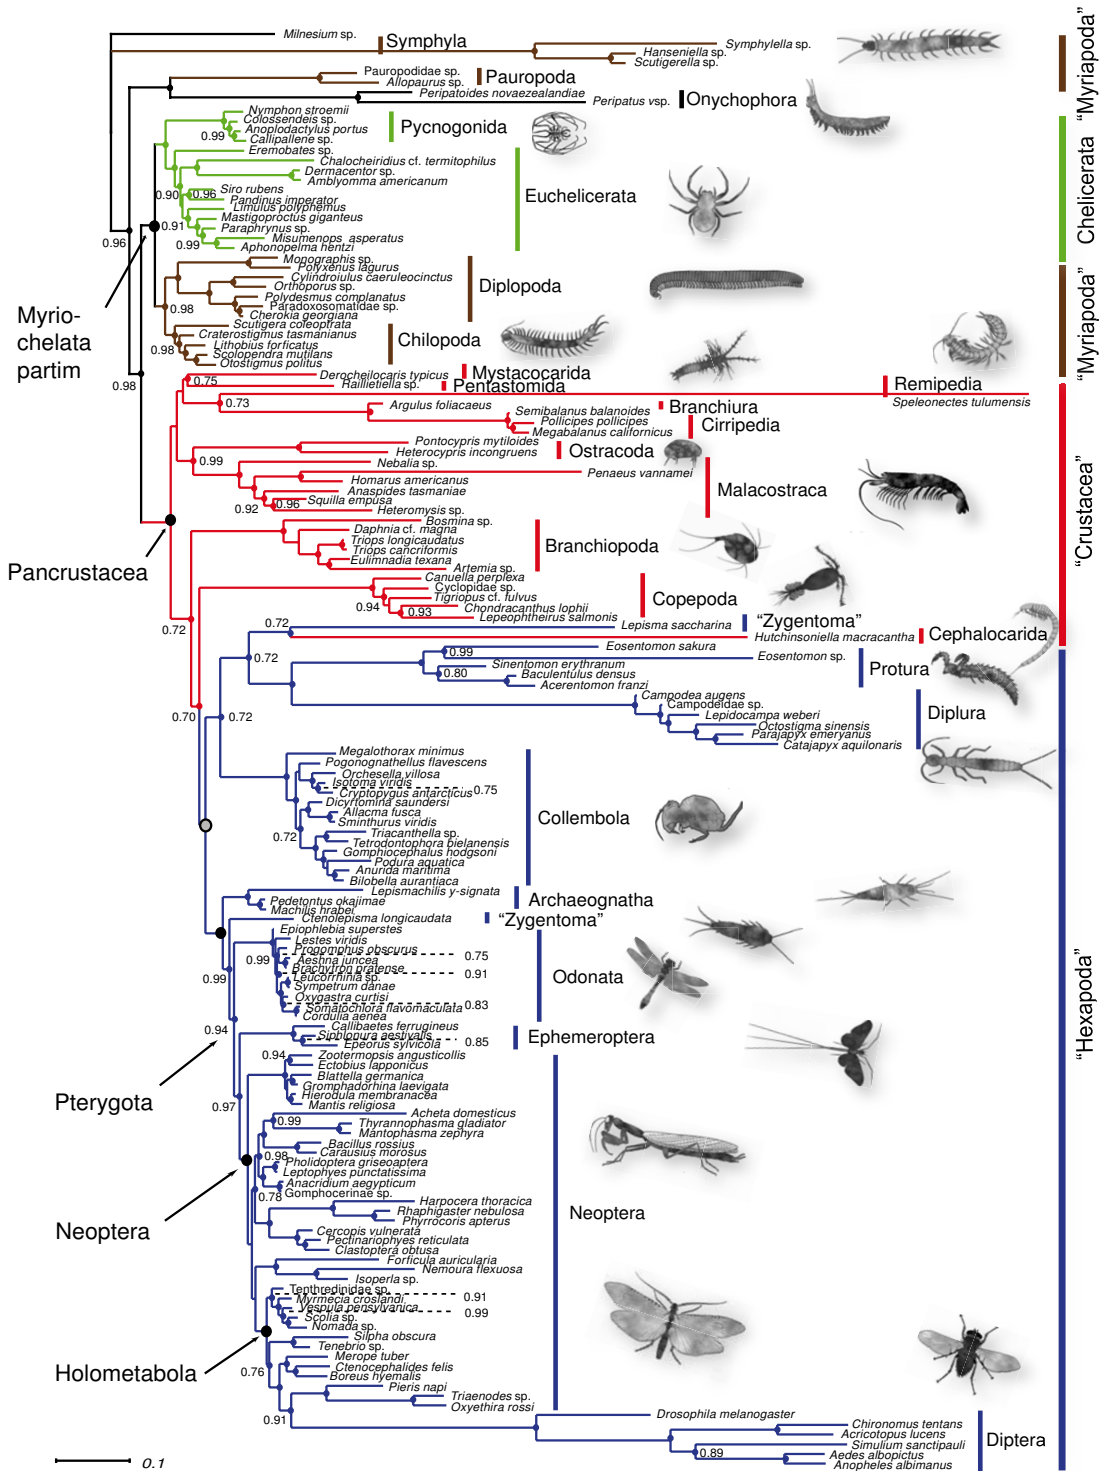 Milnesium sp.
Symphyla
Symphylella sp.
Hanseniella sp.
Scutigerella sp.
Pauropodidae sp.
Allopaurus sp.
Pauropoda
Peripatoides novaezealandiae
Peripatus vsp.
Onychophora
"Myriapoda"
Nymphon stroemii
Colossendeis sp.
Anoplodactylus portus
0.99
Callipallene sp.
Pycnogonida
Eremobates sp.
Chalocheiridius cf. termitophilus
Dermacentor sp.
Amblyomma americanum
Siro rubens
0.90
0.96
Pandinus imperator
Limulus polyphemus
Mastigoproctus giganteus
Paraphrynus sp.
0.91
Misumenops asperatus
0.99
Aphonopelma hentzi
Euchelicerata
Chelicerata
0.96
Monographis sp.
Polyxenus lagurus
Cylindroiulus caeruleocinctus
Orthoporus sp.
Polydesmus complanatus
Paradoxosomatidae sp.
0.98
Cherokia georgiana
Diplopoda
Myrio-
chelata
partim
Scutigera coleoptrata
Craterostigmus tasmanianus
Lithobius forficatus
0.98
Scolopendra mutilans
Otostigmus politus
Chilopoda
"Myriapoda"
0.98
Derocheilocaris typicus
Mystacocarida
0.75
Raillietiella sp.
Pentastomida
Remipedia
Speleonectes tulumensis
0.73
Argulus foliacaeus
Branchiura
Semibalanus balanoides
Pollicipes pollicipes
Megabalanus californicus
Cirripedia
Pontocypris mytiloides
Heterocypris incongruens
Ostracoda
0.99
Nebalia sp.
Penaeus vannamei
Homarus americanus
Anaspides tasmaniae
Squilla empusa
0.92
0.96
Heteromysis sp.
Malacostraca
"Crustacea"
Pancrustacea
Bosmina sp.
Daphnia cf. magna
Triops longicaudatus
Triops cancriformis
Eulimnadia texana
Artemia sp.
Branchiopoda
Canuella perplexa
Cyclopidae sp.
Tigriopus cf. fulvus
0.94
Chondracanthus lophii
0.93
Lepeophtheirus salmonis
Copepoda
0.72
0.72
Lepisma saccharina
"Zygentoma"
Hutchinsoniella macracantha
Cephalocarida
0.72
Eosentomon sakura
0.99
Eosentomon sp.
Sinentomon erythranum
0.80
Baculentulus densus
Acerentomon franzi
Protura
Campodea augens
Campodeidae sp.
Lepidocampa weberi
Octostigma sinensis
Parajapyx emeryanus
Catajapyx aquilonaris
Diplura
0.70
0.72
Megalothorax minimus
Pogonognathellus flavescens
Orchesella villosa
Isotoma viridis
0.75
Cryptopygus antarcticus
Dicyrtomina saundersi
Allacma fusca
Sminthurus viridis
0.72
Triacanthella sp.
Tetrodontophora bielanensis
Gomphiocephalus hodgsoni
Podura aquatica
Anurida maritima
Bilobella aurantiaca
Collembola
Lepismachilis y-signata
Pedetontus okajimae
Machilis hrabei
Archaeognatha
Ctenolepisma longicaudata
"Zygentoma"
Epiophlebia superstes
Lestes viridis
Progomphus obscurus
0.75
0.99
Aeshna juncea
Brachytron pratense
0.91
Leucorrhinia sp.
Sympetrum danae
Oxygastra curtisi
0.83
Somatochlora flavomaculata
Cordulia aenea
Odonata
0.99
0.94
Callibaetes ferrugineus
Siphlonura aestivalis
0.85
Epeorus sylvicola
Ephemeroptera
"Hexapoda"
Pterygota
0.94
Zootermopsis angusticollis
Ectobius lapponicus
Blattella germanica
Gromphadorhina laevigata
Hierodula membranacea
Mantis religiosa
0.97
Acheta domesticus
0.99
Thyrannophasma gladiator
Mantophasma zephyra
Bacillus rossius
Carausius morosus
0.98
Pholidoptera griseoaptera
Leptophyes punctatissima
Anacridium aegypticum
Gomphocerinae sp.
0.78
Harpocera thoracica
Rhaphigaster nebulosa
Phyrrocoris apterus
Neoptera
Neoptera
Cercopis vulnerata
Pectinariophyes reticulata
Clastoptera obtusa
Forficula auricularia
Nemoura flexuosa
Isoperla sp.
Tenthredinidae sp.
0.91
Myrmecia croslandi
Vespula pensylvanica
0.99
Scolia sp.
Nomada sp.
Silpha obscura
Tenebrio sp.
Holometabola
0.76
Merope tuber
Ctenocephalides felis
Boreus hyemalis
Pieris napi
Triaenodes sp.
Oxyethira rossi
0.91
Drosophila melanogaster
Chironomus tentans
Acricotopus lucens
Simulium sanctipauli
0.89
Aedes albopictus
Anopheles albimanus
Diptera
0.1